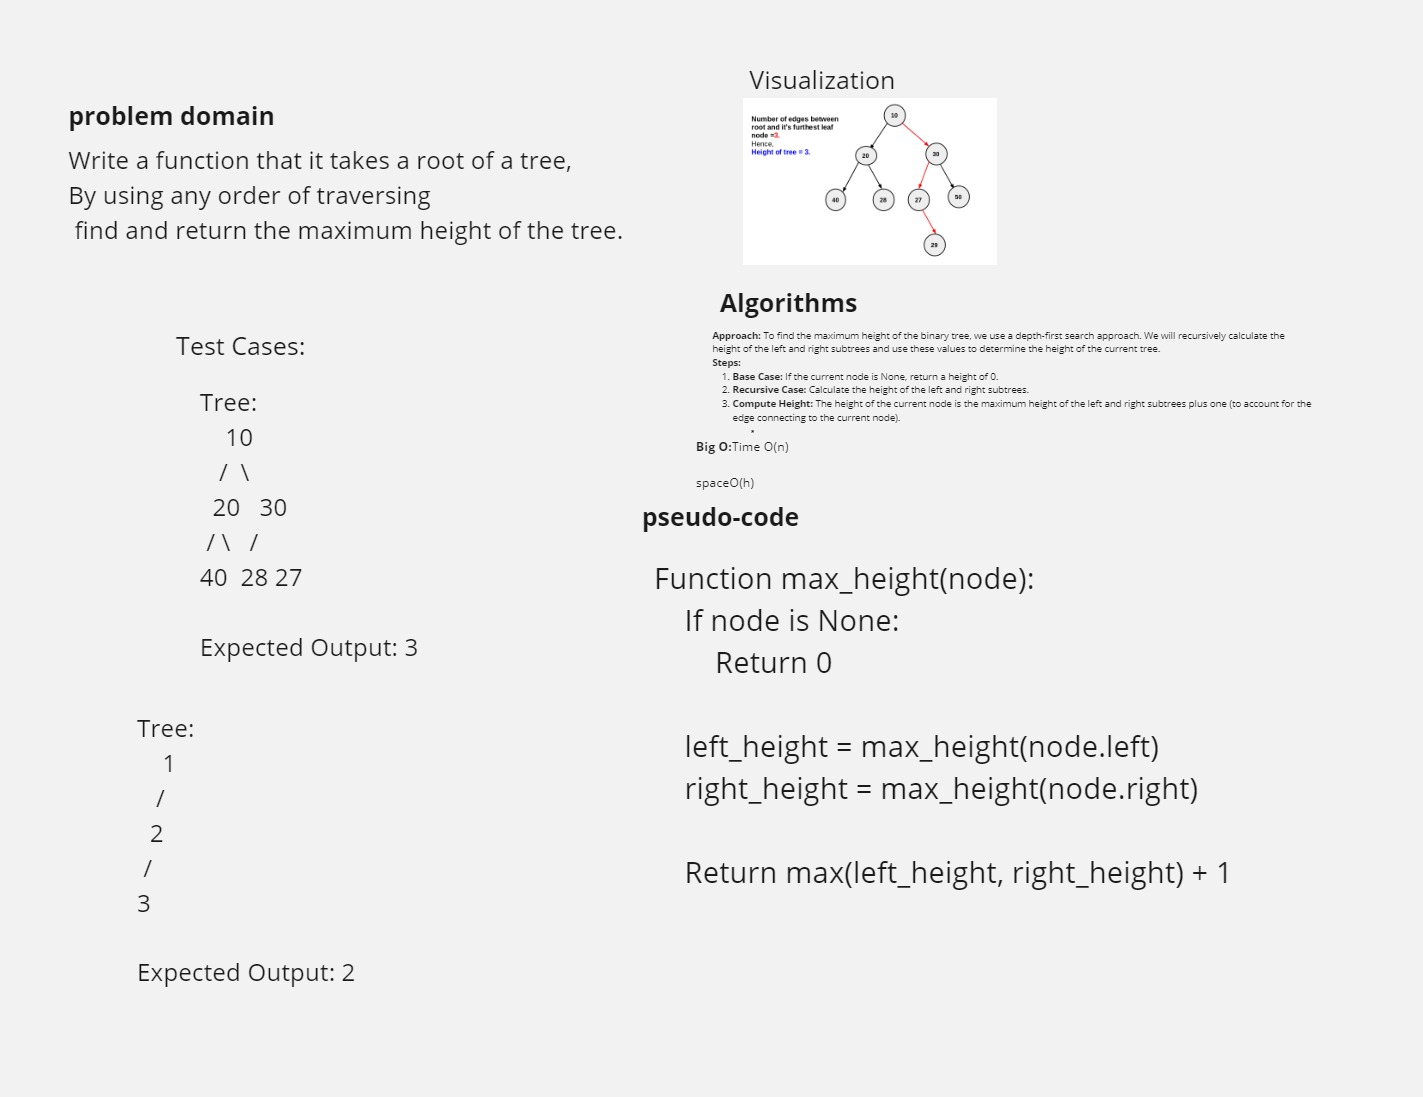 problem domain
Write a function that it takes a root of a tree,
By using any order of traversing
find and return the maximum height of the tree.
Test Cases:
Tree:
10
/ \
20 30
/ \ /
40 28 27
Expected Output: 3
Tree:
1
/
2
/
3
Expected Output: 2
Visualization
Number of edges between
root and it's furthest leaf
node =3.
Hence,
Height of tree = 3.
10
20 30
40 28 27 50
29
Algorithms
Approach: To find the maximum height of the binary tree, we use a depth-first search approach. We will recursively calculate the
height of the left and right subtrees and use these values to determine the height of the current tree.
Steps:
1. Base Case: If the current node is None, return a height of 0.
2. Recursive Case: Calculate the height of the left and right subtrees.
3. Compute Height: The height of the current node is the maximum height of the left and right subtrees plus one (to account for the
edge connecting to the current node).
Big O:Time O(n)
spaceO(h)
pseudo-code
Function max_height(node):
If node is None:
Return 0
left_height = max_height(node.left)
right_height = max_height(node.right)
Return max(left_height, right_height) + 1